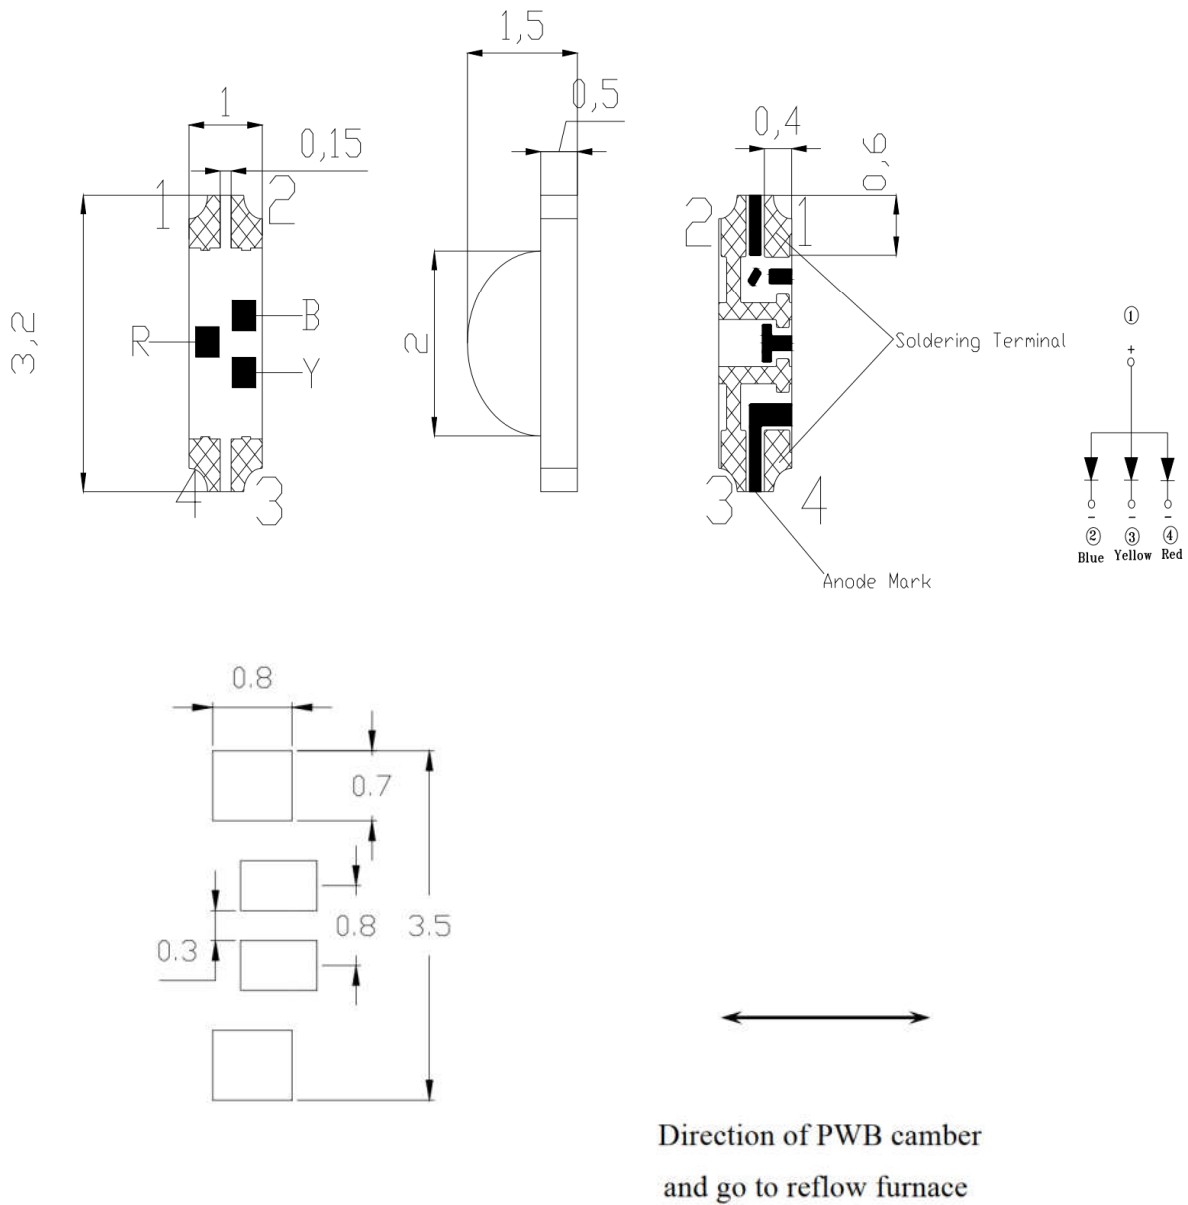 1,5
0,5
1
0,15
0,4
0,6
1
2
2
1
3,2
R
B
Y
2
Soldering Terminal
4
3
3
4
Anode Mark
①
+
- - -
② ③ ④
Blue Yellow Red
0.8
0.7
0.3
0.8
3.5
Direction of PWB camber
and go to reflow furnace